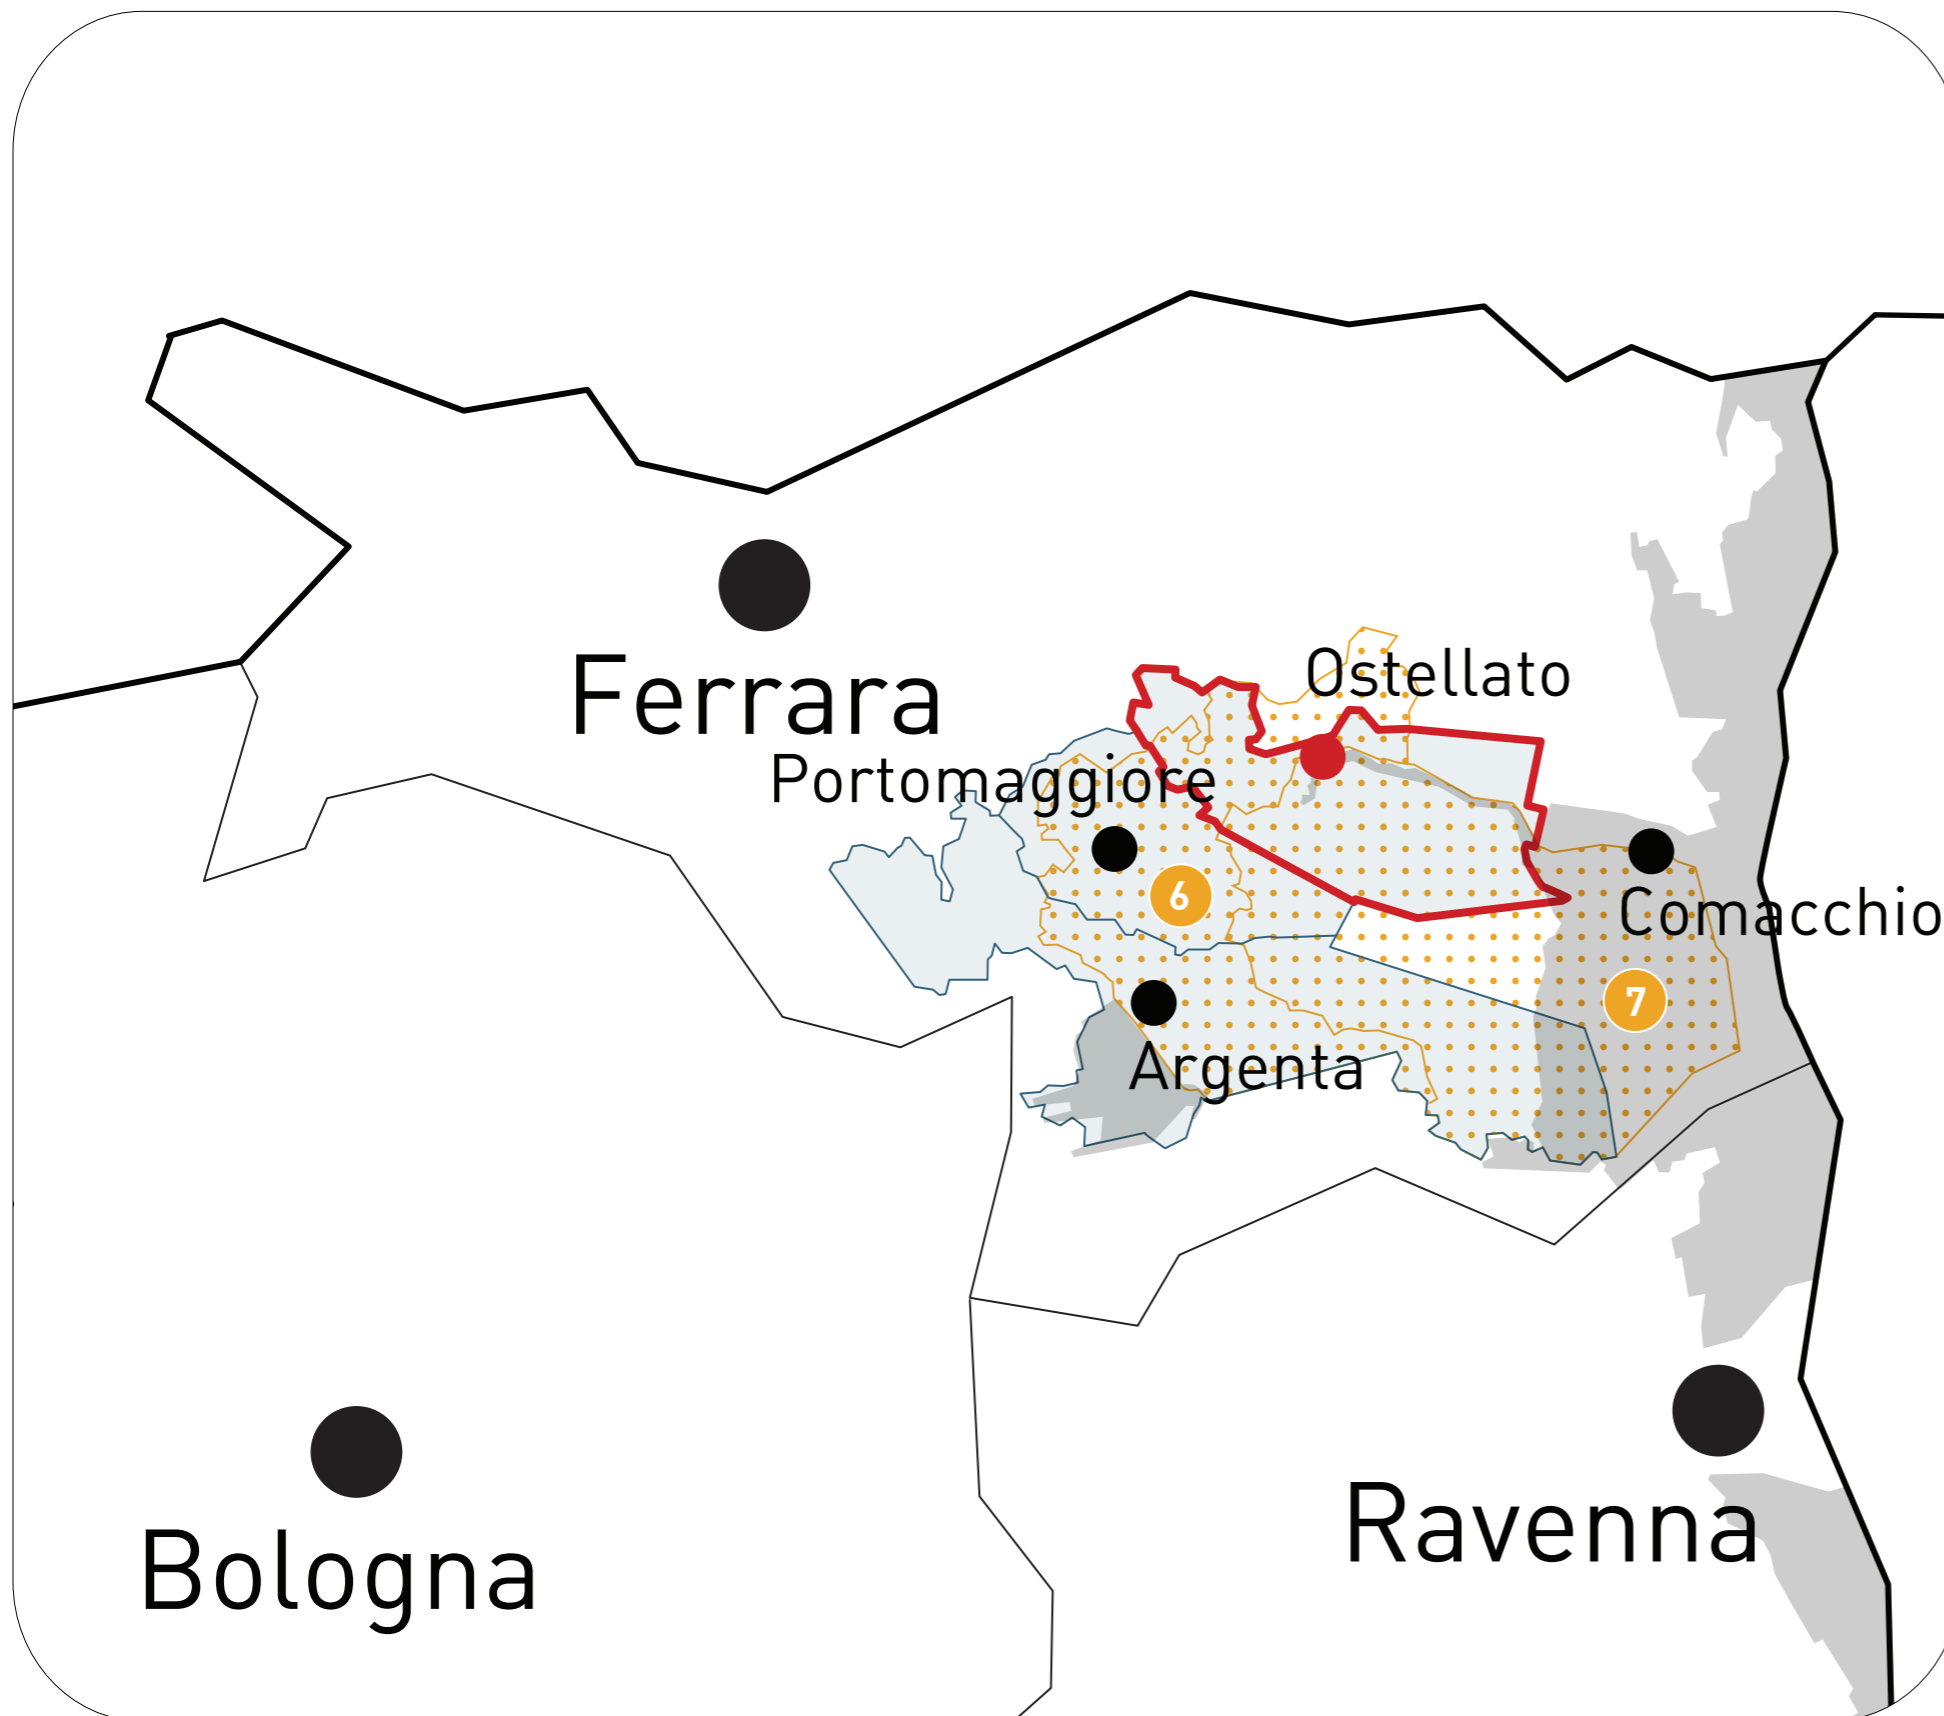 Ostellato
Ferrara
Portomaggiore
6
Comacchio
7
Argenta
Ravenna
Bologna